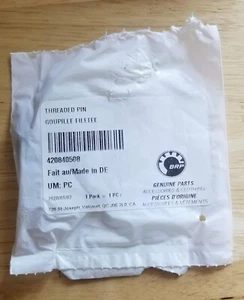 THREADED PIN
GOUPILLE FILETEE
420840508
Fait au/Made in DE
UM: PC
1 Pack = 1 PC
BRP
GENUINE PARTS
ACCESSORIES & CLOTHING
PIÈCES D'ORIGINE
ACCESSOIRES & VÊTEMENTS